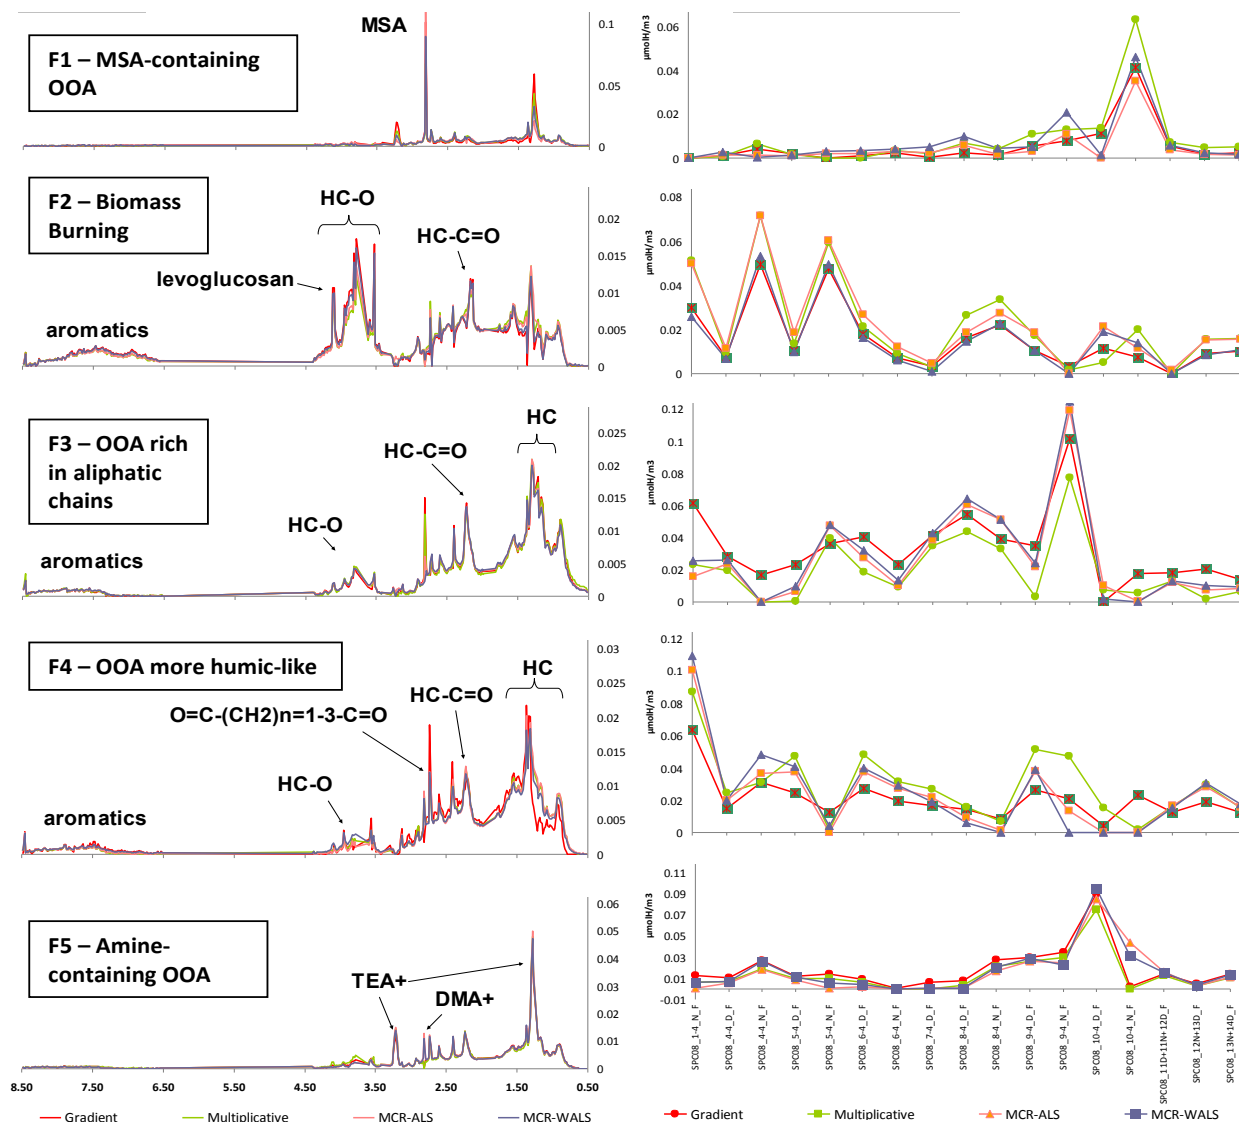 MSA
F1 – MSA-containing
OOA
0.1
0.05
0
µmolH/m3
0.06
0.04
0.02
0
F2 – Biomass
Burning
HC-O
HC-C=O
levoglucosan
aromatics
0.02
0.015
0.01
0.005
0
µmolH/m3
0.08
0.06
0.04
0.02
0
F3 – OOA rich
in aliphatic
chains
HC
HC-C=O
HC-O
aromatics
0.025
0.02
0.015
0.01
0.005
0
µmolH/m3
0.12
0.1
0.08
0.06
0.04
0.02
0
F4 – OOA more humic-like
HC
HC-C=O
O=C-(CH2)n=1-3-C=O
HC-O
aromatics
0.03
0.025
0.02
0.015
0.01
0.005
0
µmolH/m3
0.12
0.1
0.08
0.06
0.04
0.02
0
F5 – Amine-
containing OOA
TEA+
DMA+
0.06
0.05
0.04
0.03
0.02
0.01
0
8.50 7.50 6.50 5.50 4.50 3.50 2.50 1.50 0.50
µmolH/m3
0.11
0.09
0.07
0.05
0.03
0.01
-0.01
SPC08_1-4_N_F
SPC08_4-4_D_F
SPC08_4-4_N_F
SPC08_5-4_D_F
SPC08_5-4_N_F
SPC08_6-4_D_F
SPC08_6-4_N_F
SPC08_7-4_D_F
SPC08_8-4_D_F
SPC08_8-4_N_F
SPC08_9-4_D_F
SPC08_9-4_N_F
SPC08_10-4_D_F
SPC08_10-4_N_F
SPC08_11D+11N+12D_F
SPC08_12N+13D_F
SPC08_13N+14D_F
Gradient Multiplicative MCR-ALS MCR-WALS
Gradient Multiplicative MCR-ALS MCR-WALS